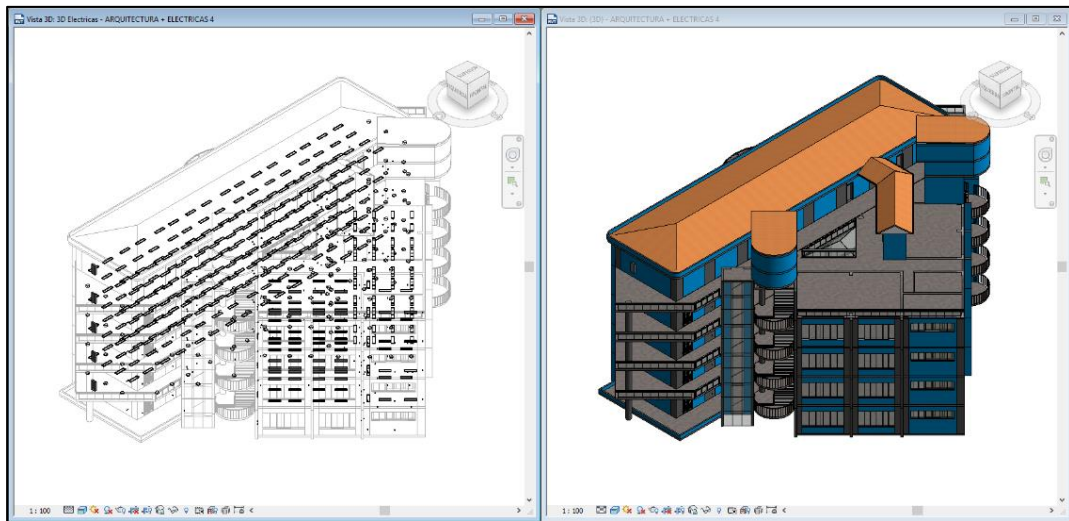 Vista 3D: 3D Electricas - ARQUITECTURA + ELECTRICAS 4
Vista 3D: {3D} - ARQUITECTURA + ELECTRICAS 4
1 : 100
1 : 100